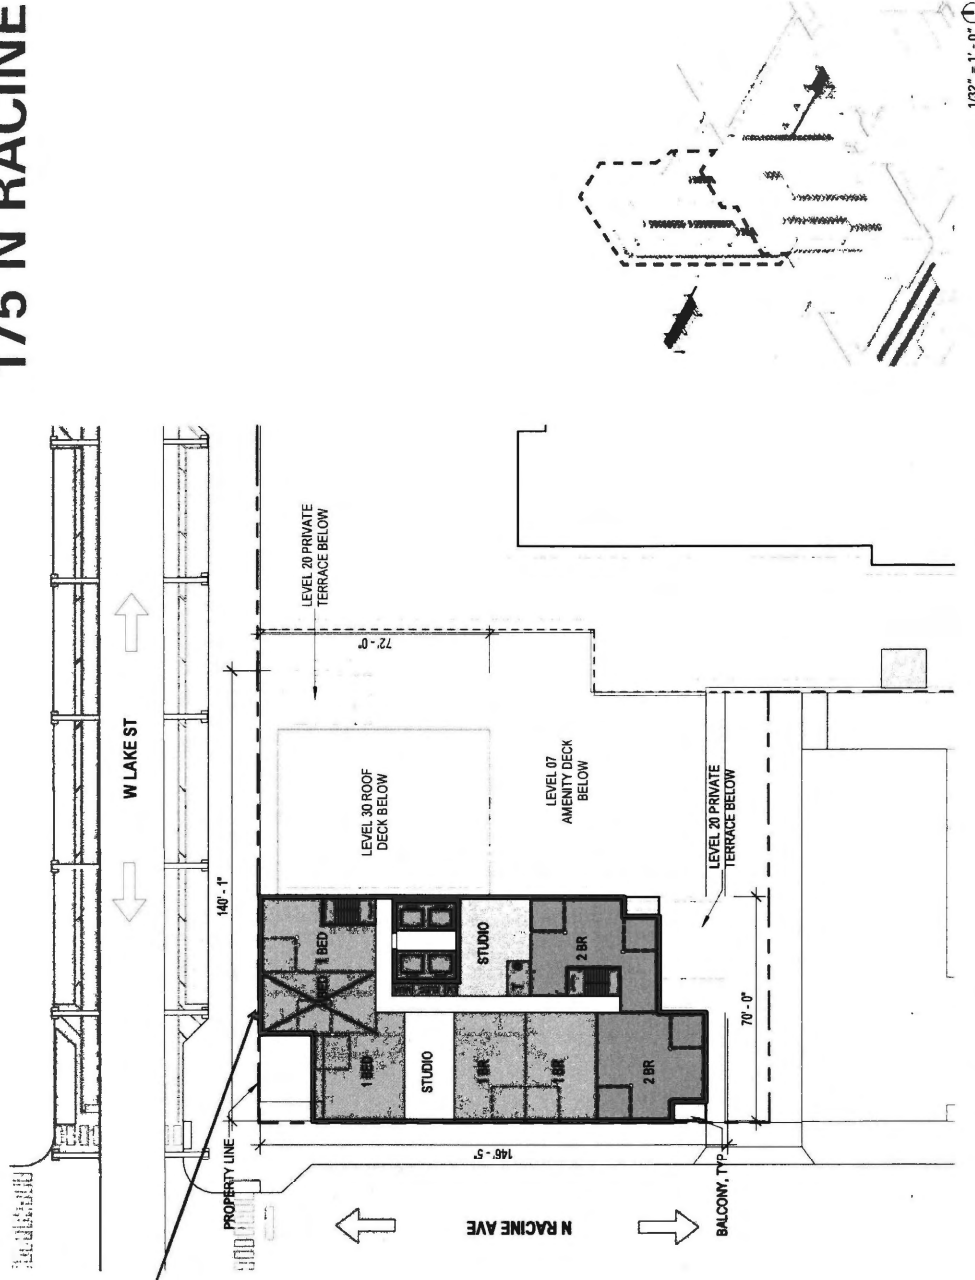 175 N RACINE
W LAKE ST
140' - 1"
LEVEL 20 PRIVATE
TERRACE BELOW
72' - 0"
LEVEL 30 ROOF
DECK BELOW
LEVEL 07
AMENITY DECK
BELOW
LEVEL 20 PRIVATE
TERRACE BELOW
1 BED
STUDIO
2 BR
1 BED
STUDIO
1 BR
1 BR
2 BR
70' - 0"
PROPERTY LINE
146' - 5"
BALCONY, TYP
N RACINE AVE
1/32" = 1' - 0"